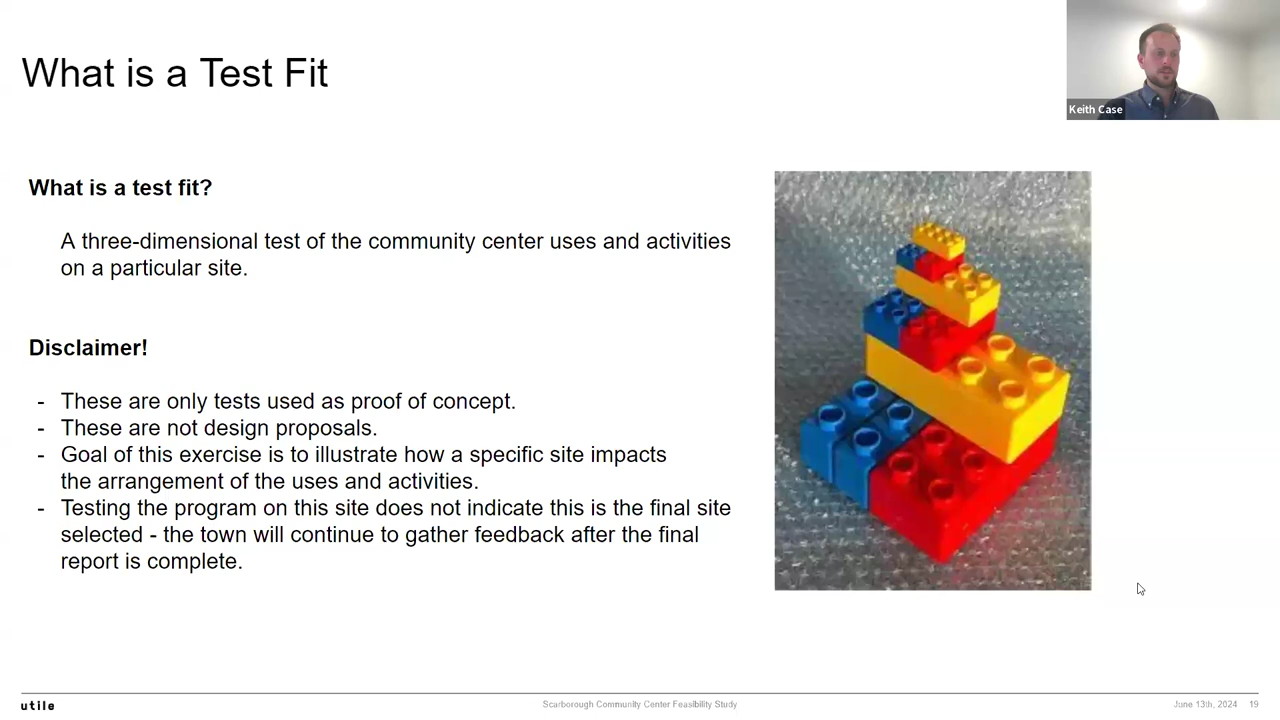 What is a Test Fit
Keith Case
What is a test fit?
A three-dimensional test of the community center uses and activities
on a particular site.
Disclaimer!
- These are only tests used as proof of concept.
- These are not design proposals.
- Goal of this exercise is to illustrate how a specific site impacts
the arrangement of the uses and activities.
- Testing the program on this site does not indicate this is the final site
selected - the town will continue to gather feedback after the final
report is complete.
utile
Scarborough Community Center Feasibility Study
June 13th, 2024 19